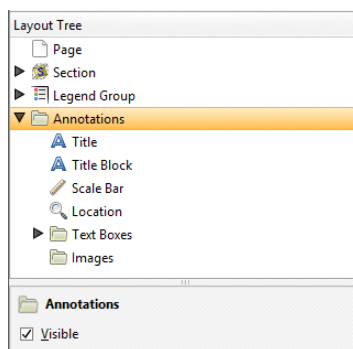 Layout Tree
Page
Section
Legend Group
Annotations
Title
Title Block
Scale Bar
Location
Text Boxes
Images
Annotations
Visible